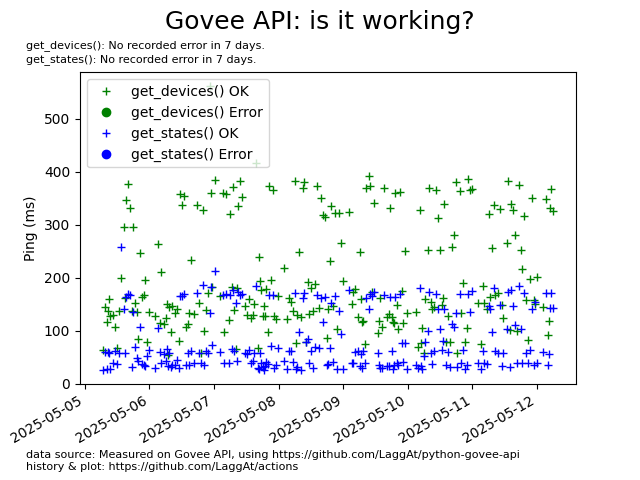 Govee API: is it working?
get_devices(): No recorded error in 7 days.
get_states(): No recorded error in 7 days.
get_devices() OK
get_devices() Error
get_states() OK
get_states() Error
Ping (ms)
500
400
300
200
100
0
2025-05-05
2025-05-06
2025-05-07
2025-05-08
2025-05-09
2025-05-10
2025-05-11
2025-05-12
data source: Measured on Govee API, using https://github.com/LaggAt/python-govee-api
history & plot: https://github.com/LaggAt/actions